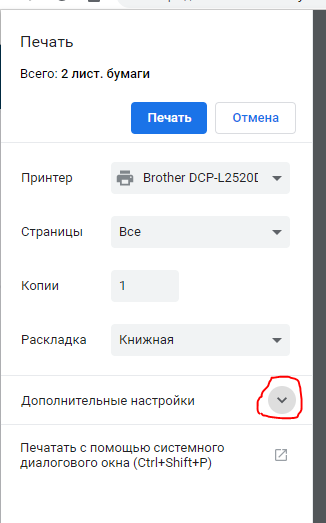 Печать
Всего: 2 лист. бумаги
Печать
Отмена
Принтер
Brother DCP-L2520D
Страницы
Все
Копии
1
Раскладка
Книжная
Дополнительные настройки
Печатать с помощью системного
диалогового окна (Ctrl+Shift+P)